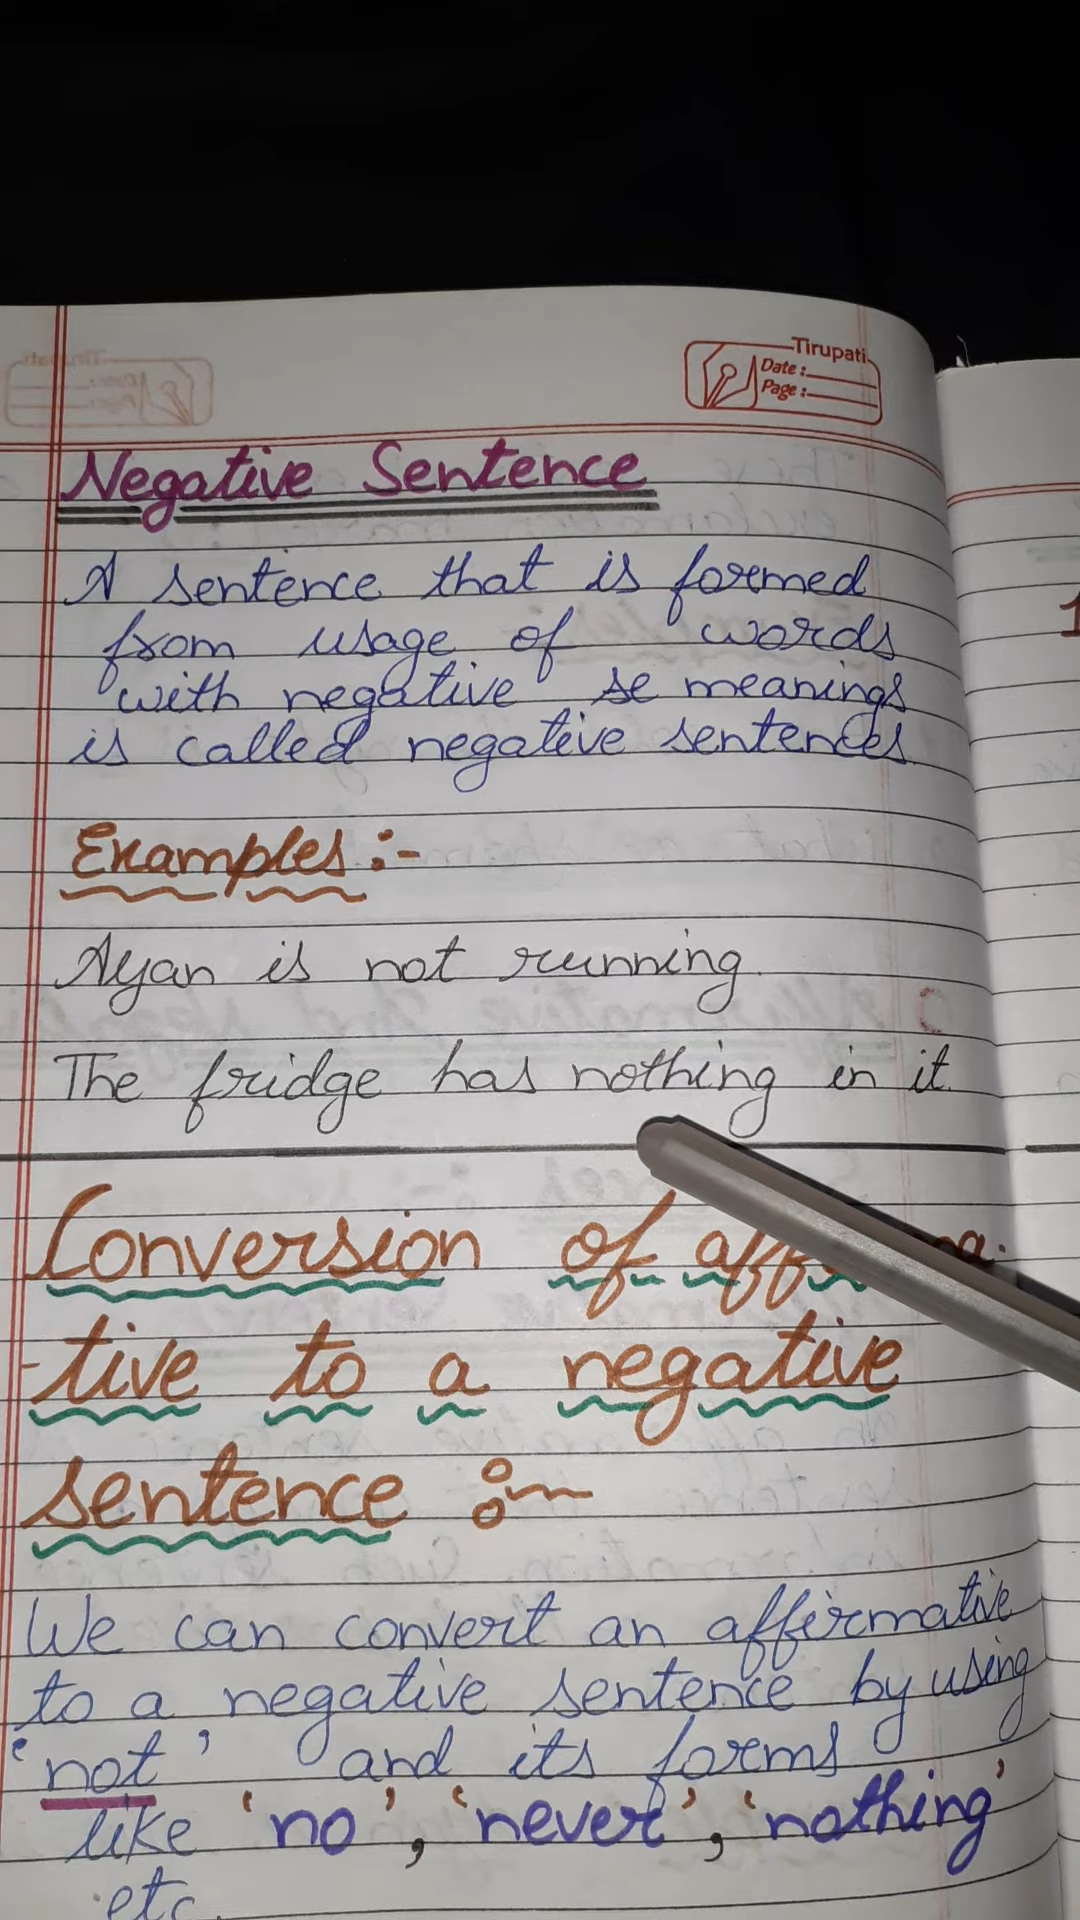 Tirupati
Date :
Page :
Negative Sentence
A sentence that is formed
from usage of words
with negative se meanings
is called negative sentences
Examples :-
Ayan is not running.
The fridge has nothing in it.
Conversion of
-tive to a negative
sentence :-
We can convert an affirmative
to a negative sentence by using
'not' and its forms
like 'no', 'never', 'nothing'
etc.
1